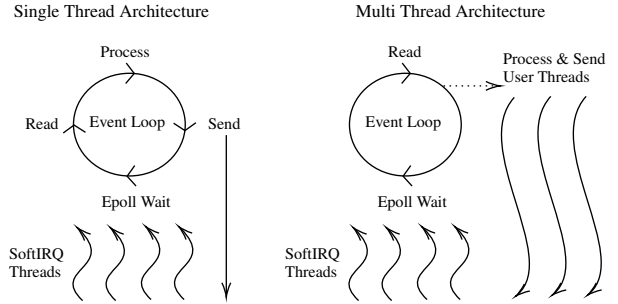 Single Thread Architecture
Process
Read
Event Loop
Send
Epoll Wait
SoftIRQ
Threads
Multi Thread Architecture
Read
Process & Send
User Threads
Event Loop
Epoll Wait
SoftIRQ
Threads